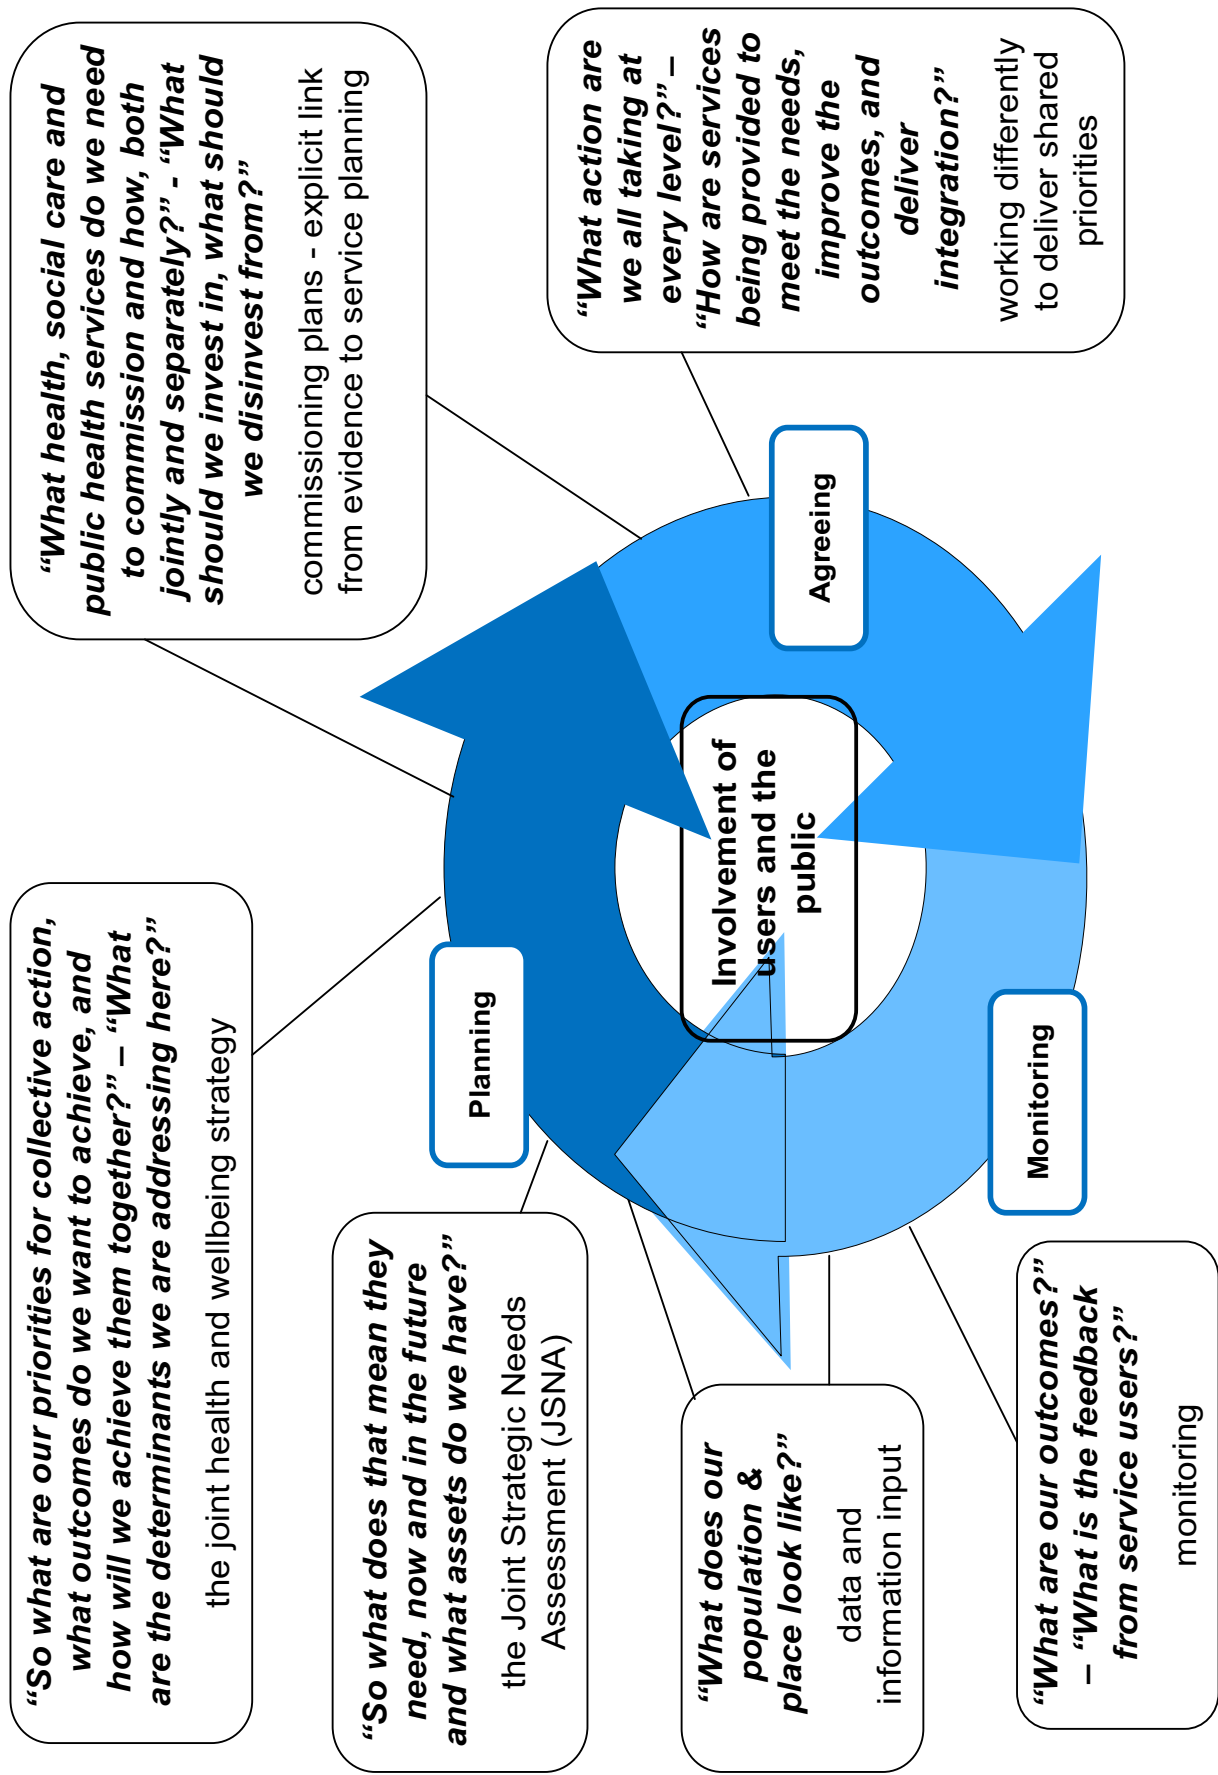 “So what are our priorities for collective action,
what outcomes do we want to achieve, and
how will we achieve them together?” – “What
are the determinants we are addressing here?”
the joint health and wellbeing strategy
“What health, social care and
public health services do we need
to commission and how, both
jointly and separately?” - “What
should we invest in, what should
we disinvest from?”
commissioning plans - explicit link
from evidence to service planning
“So what does that mean they
need, now and in the future
and what assets do we have?”
the Joint Strategic Needs
Assessment (JSNA)
Planning
“What does our
population &
place look like?”
data and
information input
Involvement of
users and the
public
Agreeing
“What action are
we all taking at
every level?” –
“How are services
being provided to
meet the needs,
improve the
outcomes, and
deliver
integration?”
working differently
to deliver shared
priorities
Monitoring
“What are our outcomes?”
– “What is the feedback
from service users?”
monitoring